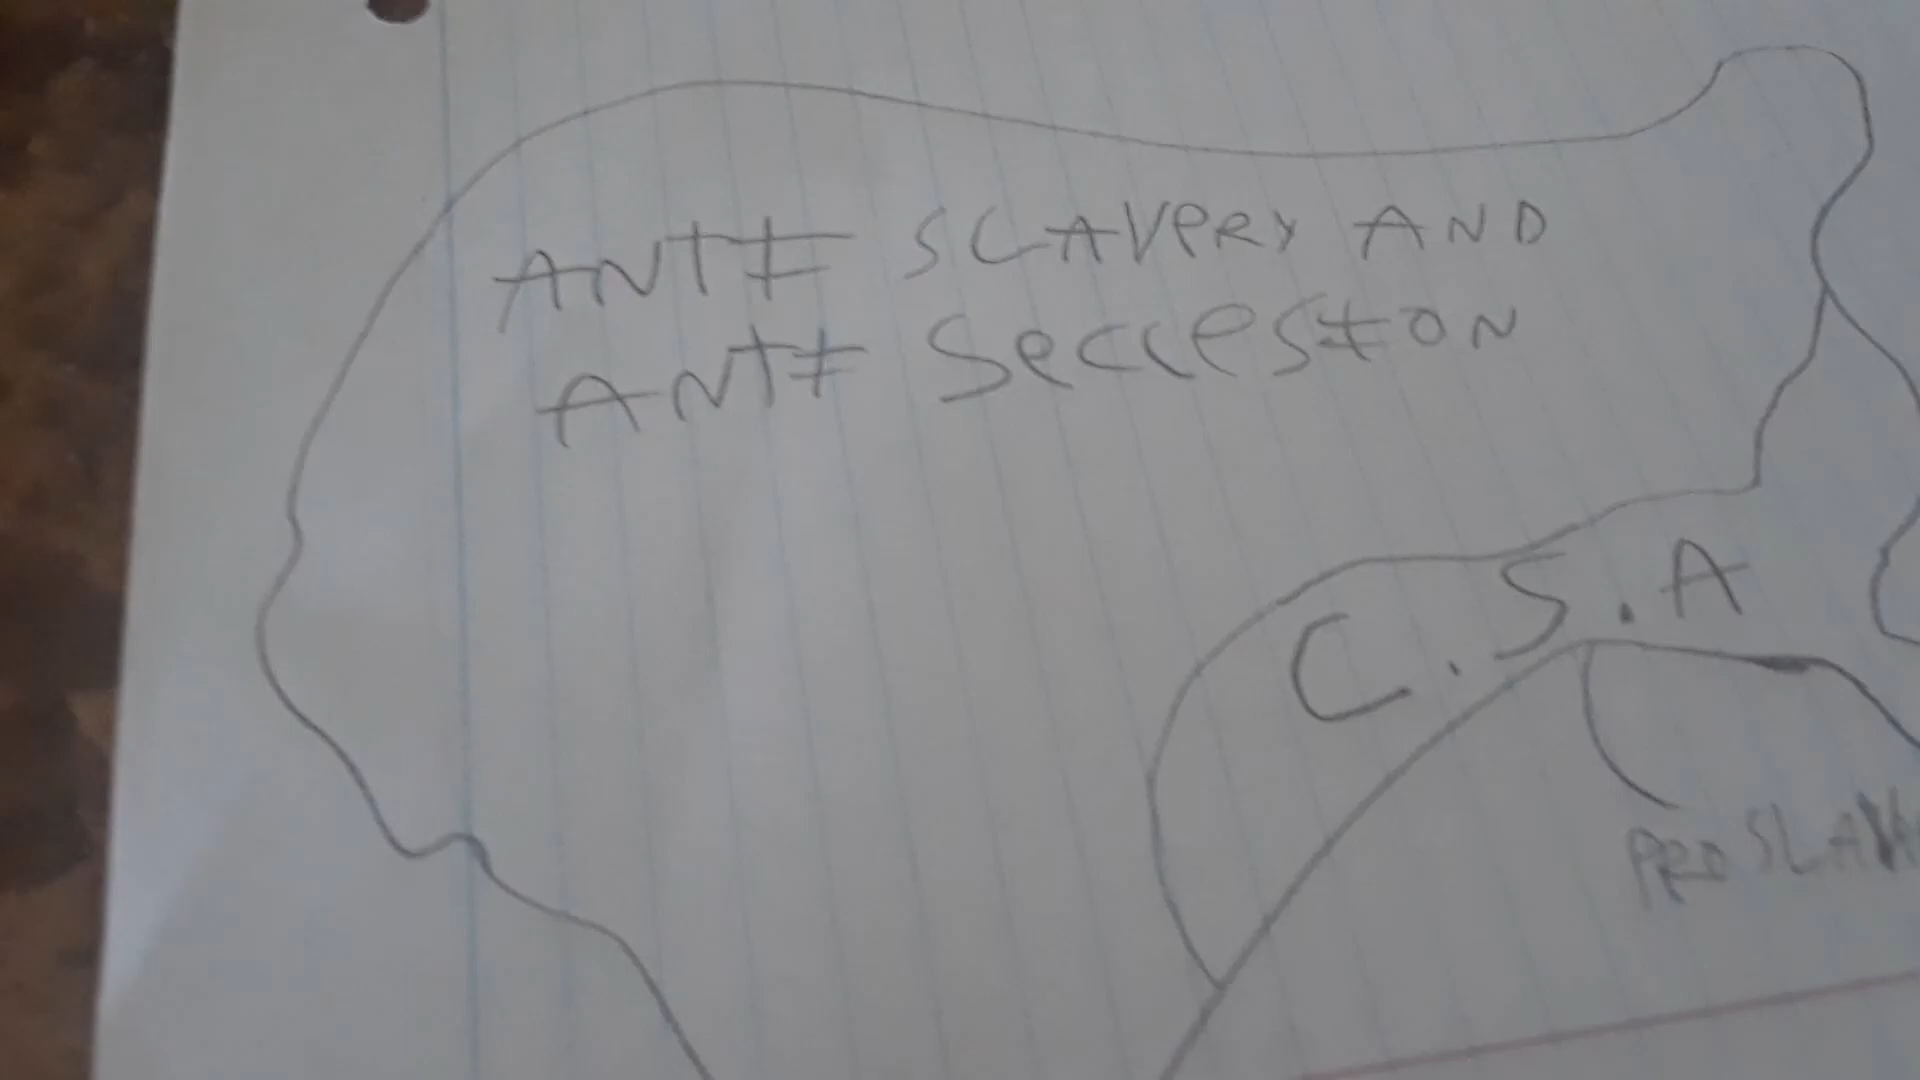 ANTI SLAVERY AND
ANTI SeccesIoN
C.S.A
PRO SLAV